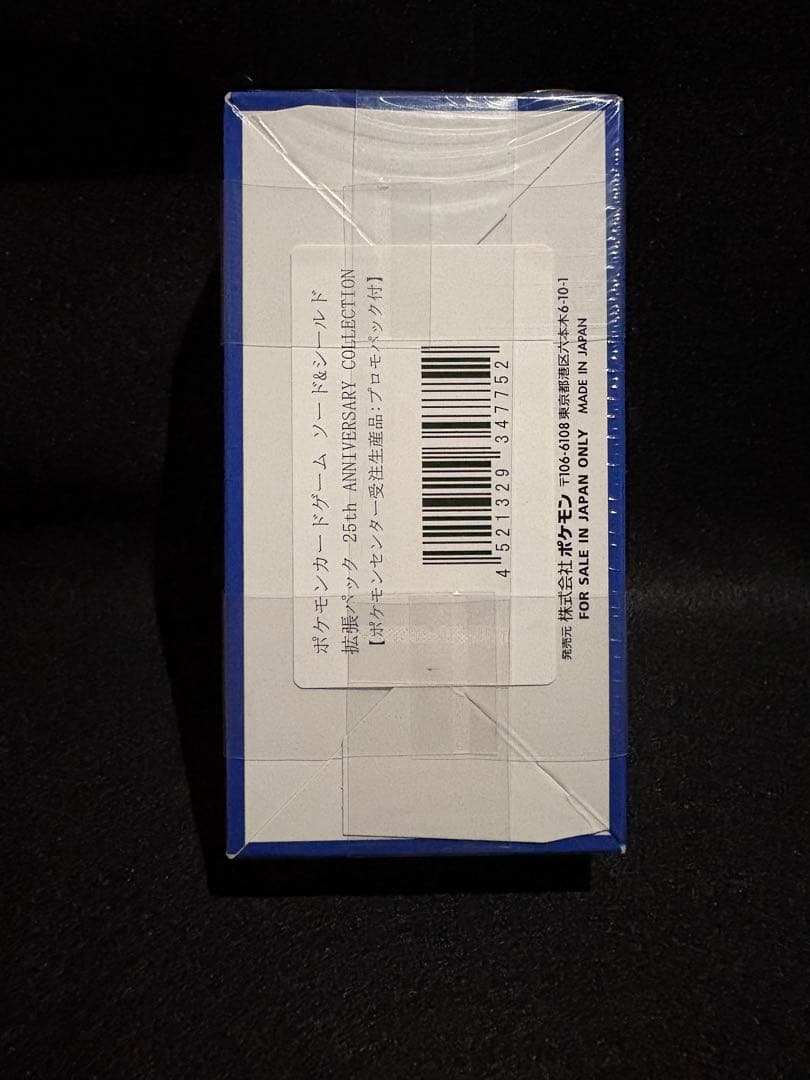 ポケモンカードゲーム ソード&シールド
拡張パック 25th ANNIVERSARY COLLECTION
【ポケモンセンター受注生産品:プロモパック付】
4 521329 347752
発売元 株式会社 ポケモン 〒106-6108 東京都港区六本木6-10-1
FOR SALE IN JAPAN ONLY MADE IN JAPAN